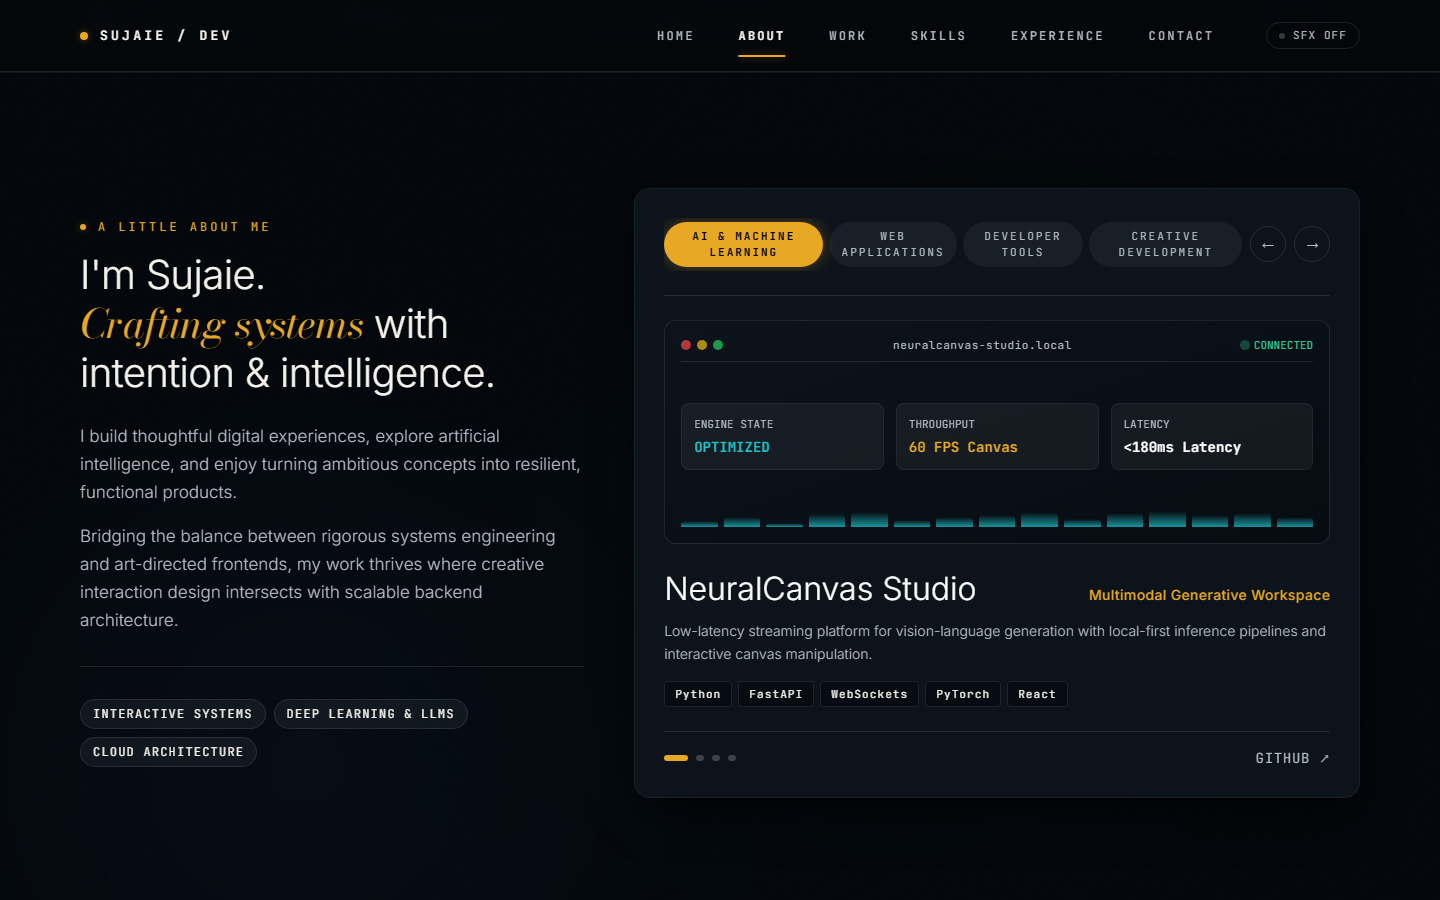 SUJAIE / DEV
HOME
ABOUT
WORK
SKILLS
EXPERIENCE
CONTACT
SFX OFF
A LITTLE ABOUT ME
I'm Sujaie.
Crafting systems with
intention & intelligence.
I build thoughtful digital experiences, explore artificial
intelligence, and enjoy turning ambitious concepts into resilient,
functional products.
Bridging the balance between rigorous systems engineering
and art-directed frontends, my work thrives where creative
interaction design intersects with scalable backend
architecture.
INTERACTIVE SYSTEMS
DEEP LEARNING & LLMS
CLOUD ARCHITECTURE
AI & MACHINE
LEARNING
WEB
APPLICATIONS
DEVELOPER
TOOLS
CREATIVE
DEVELOPMENT
← →
neuralcanvas-studio.local
CONNECTED
ENGINE STATE
OPTIMIZED
THROUGHPUT
60 FPS Canvas
LATENCY
<180ms Latency
NeuralCanvas Studio
Multimodal Generative Workspace
Low-latency streaming platform for vision-language generation with local-first inference pipelines and
interactive canvas manipulation.
Python
FastAPI
WebSockets
PyTorch
React
GITHUB ↗